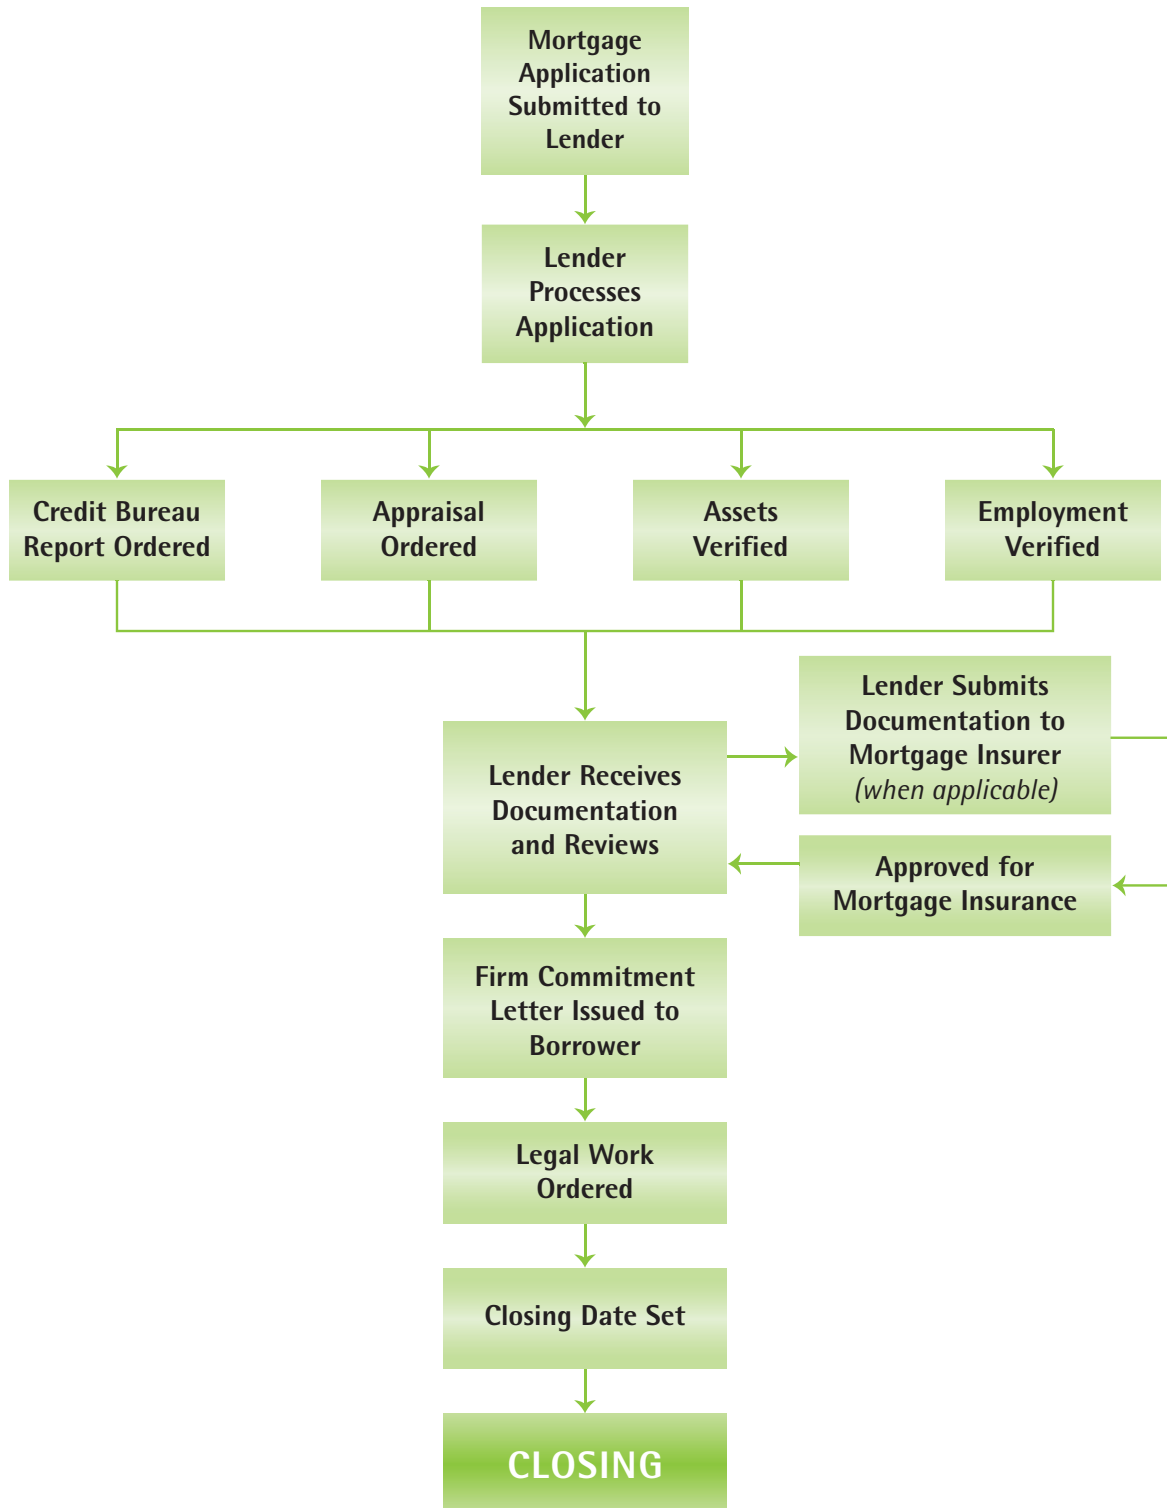 Mortgage
Application
Submitted to
Lender
Lender
Processes
Application
Credit Bureau
Report Ordered
Appraisal
Ordered
Assets
Verified
Employment
Verified
Lender Submits
Documentation to
Mortgage Insurer
(when applicable)
Lender Receives
Documentation
and Reviews
Approved for
Mortgage Insurance
Firm Commitment
Letter Issued to
Borrower
Legal Work
Ordered
Closing Date Set
CLOSING